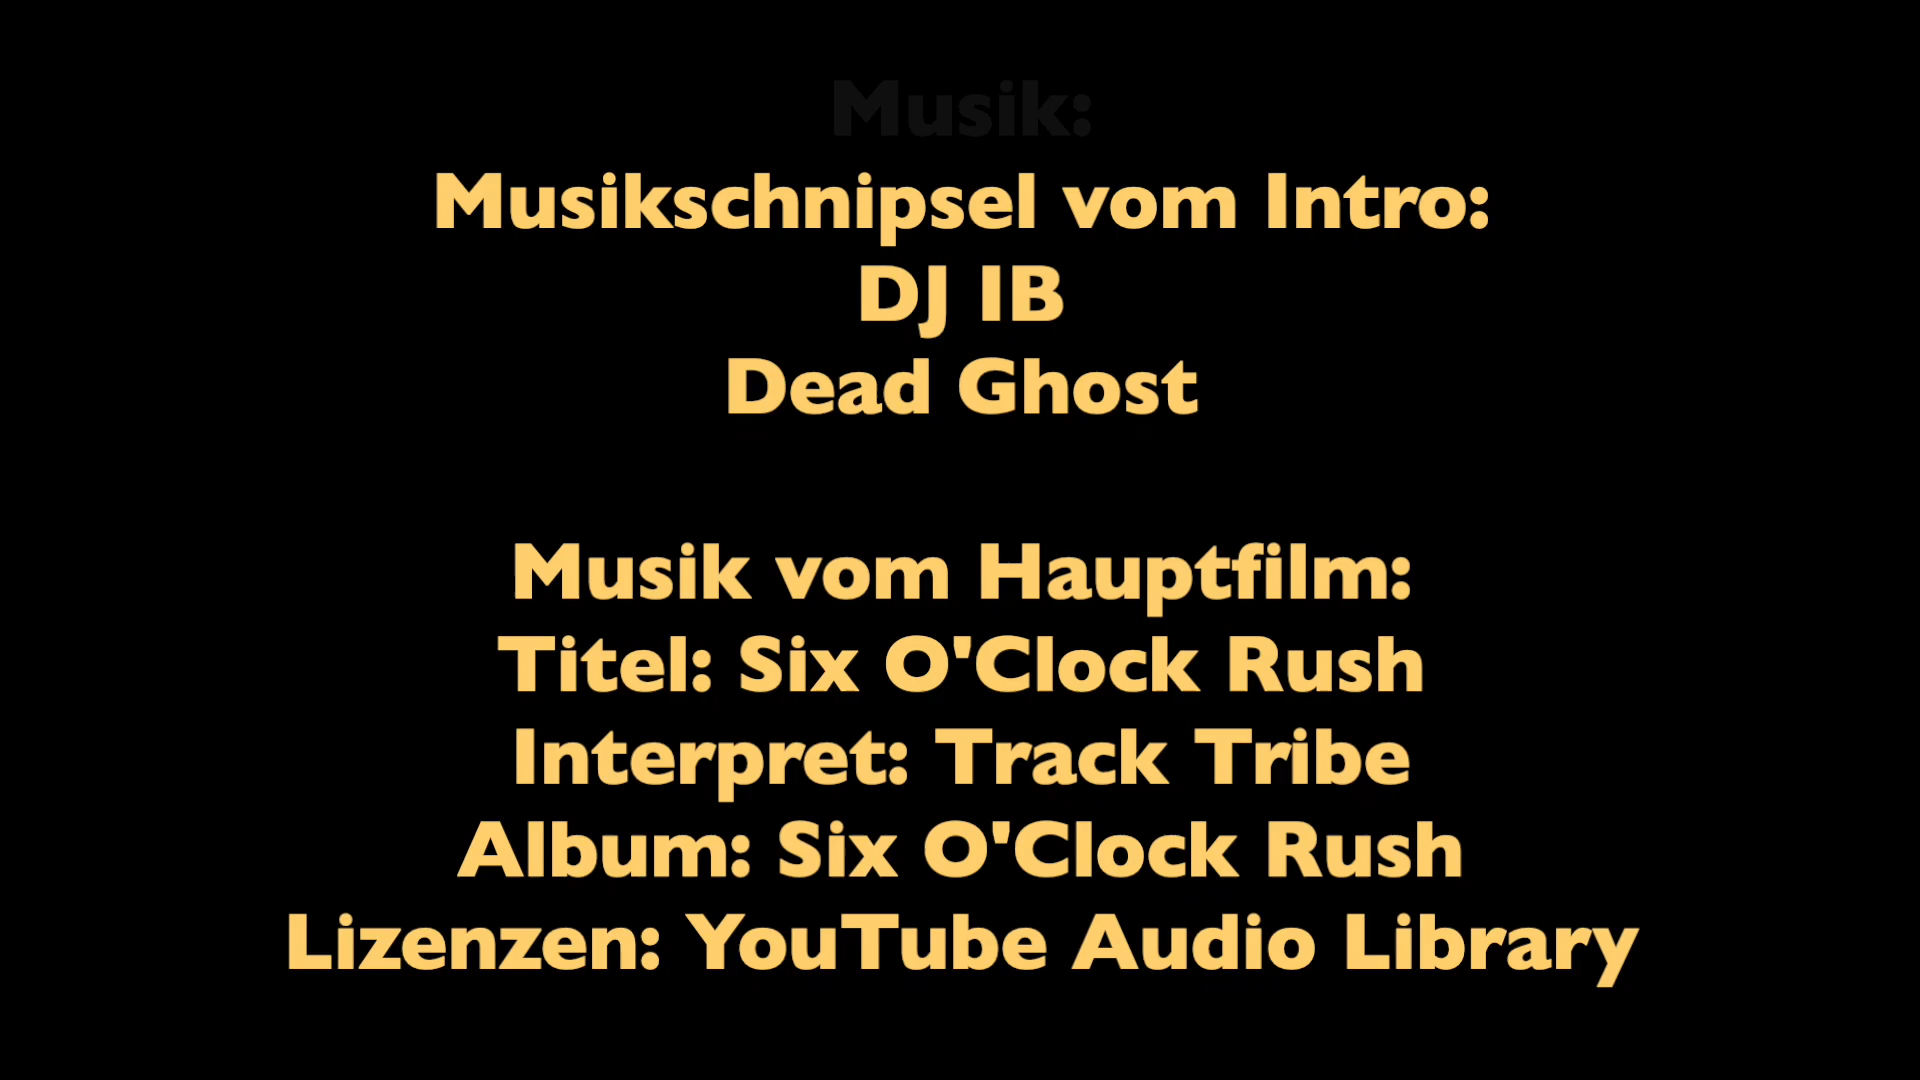 Musik:
Musikschnipsel vom Intro:
DJ IB
Dead Ghost
Musik vom Hauptfilm:
Titel: Six O'Clock Rush
Interpret: Track Tribe
Album: Six O'Clock Rush
Lizenzen: YouTube Audio Library